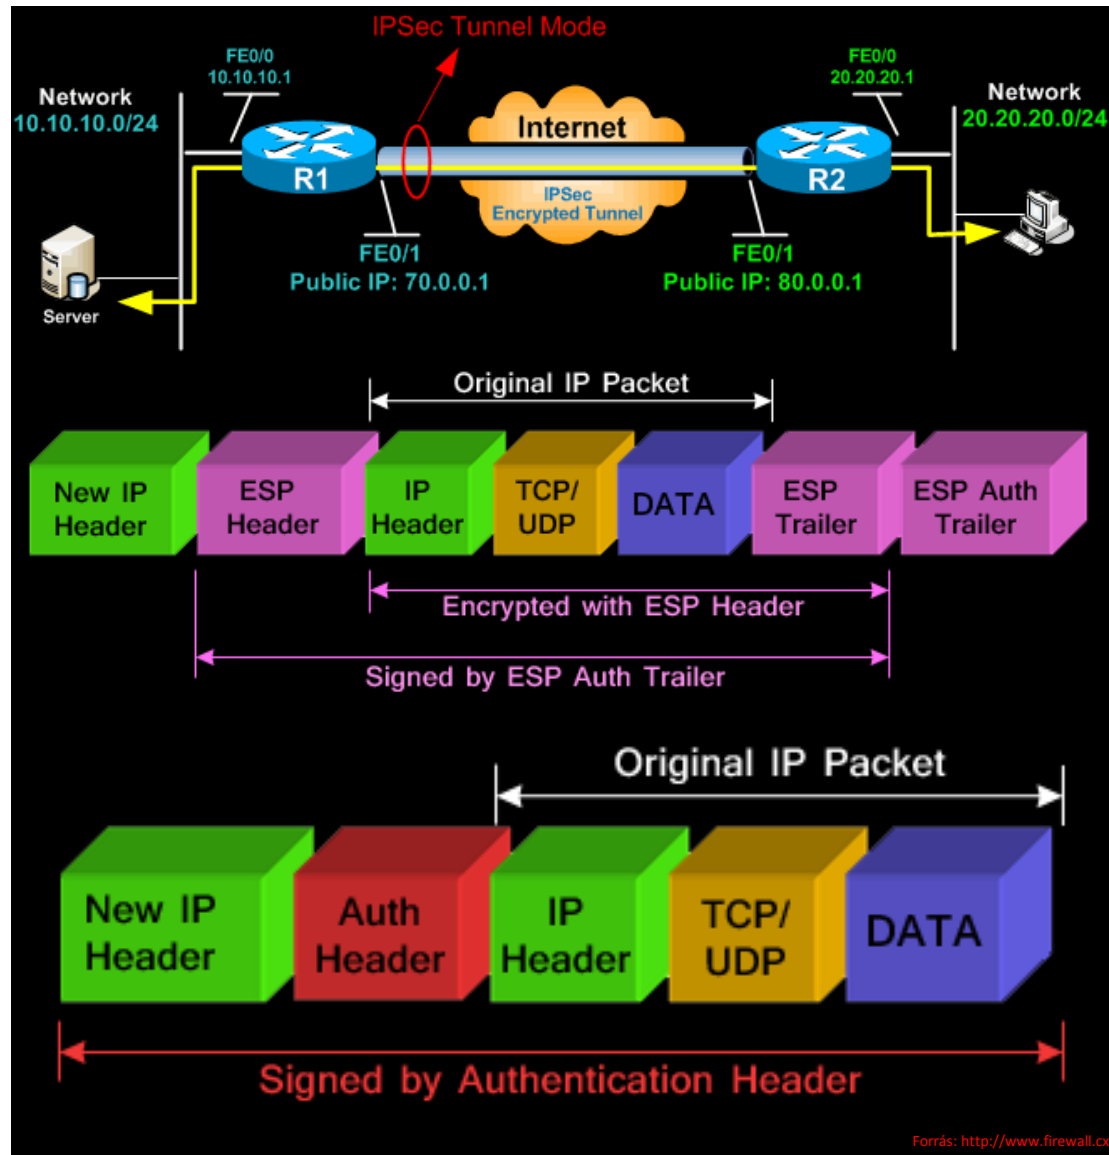 IPSec Tunnel Mode
FE0/0
10.10.10.1
FE0/0
20.20.20.1
Network
10.10.10.0/24
Network
20.20.20.0/24
Internet
R1
R2
IPSec
Encrypted Tunnel
FE0/1
Public IP: 70.0.0.1
FE0/1
Public IP: 80.0.0.1
Server
Original IP Packet
New IP
Header
ESP
Header
IP
Header
TCP/
UDP
DATA
ESP
Trailer
ESP Auth
Trailer
Encrypted with ESP Header
Signed by ESP Auth Trailer
Original IP Packet
New IP
Header
Auth
Header
IP
Header
TCP/
UDP
DATA
Signed by Authentication Header
Forrás: http://www.firewall.cx